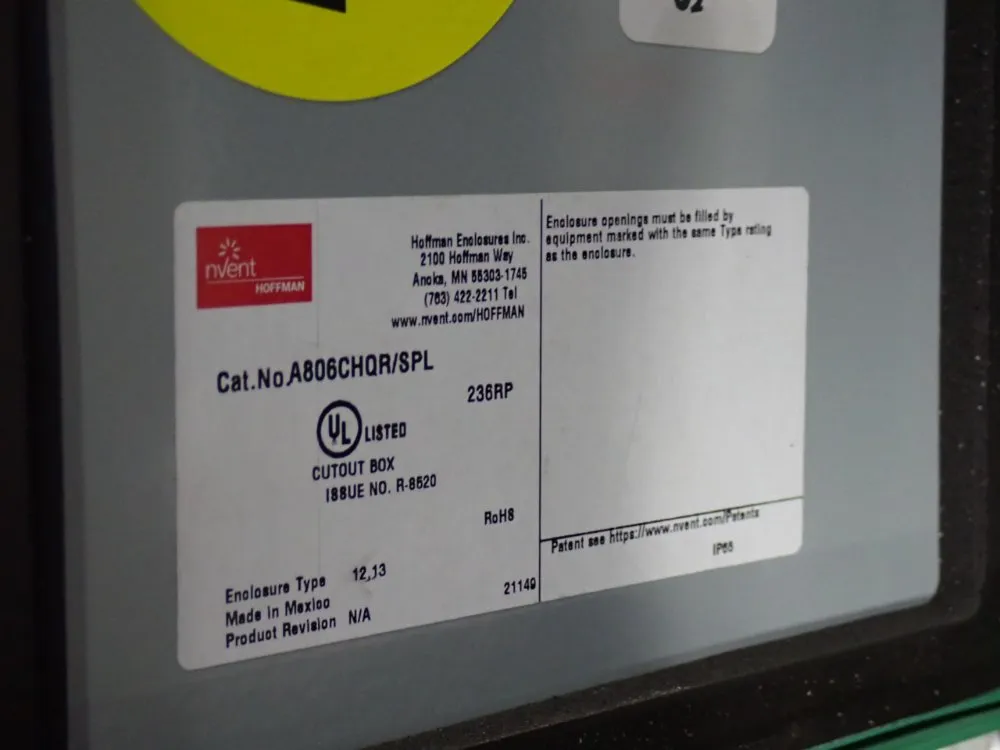 nVent
HOFFMAN
Hoffman Enclosures Inc.
2100 Hoffman Way
Anoka, MN 55303-1745
(763) 422-2211 Tel
www.nvent.com/HOFFMAN
Cat.No.A806CHQR/SPL
236RP
UL LISTED
CUTOUT BOX
ISSUE NO. R-8520
RoHS
Enclosure Type 12,13
Made in Mexico
Product Revision N/A
21149
Enclosure openings must be filled by
equipment marked with the same Type rating
as the enclosure.
Patent see https://www.nvent.com/Patents
IP65